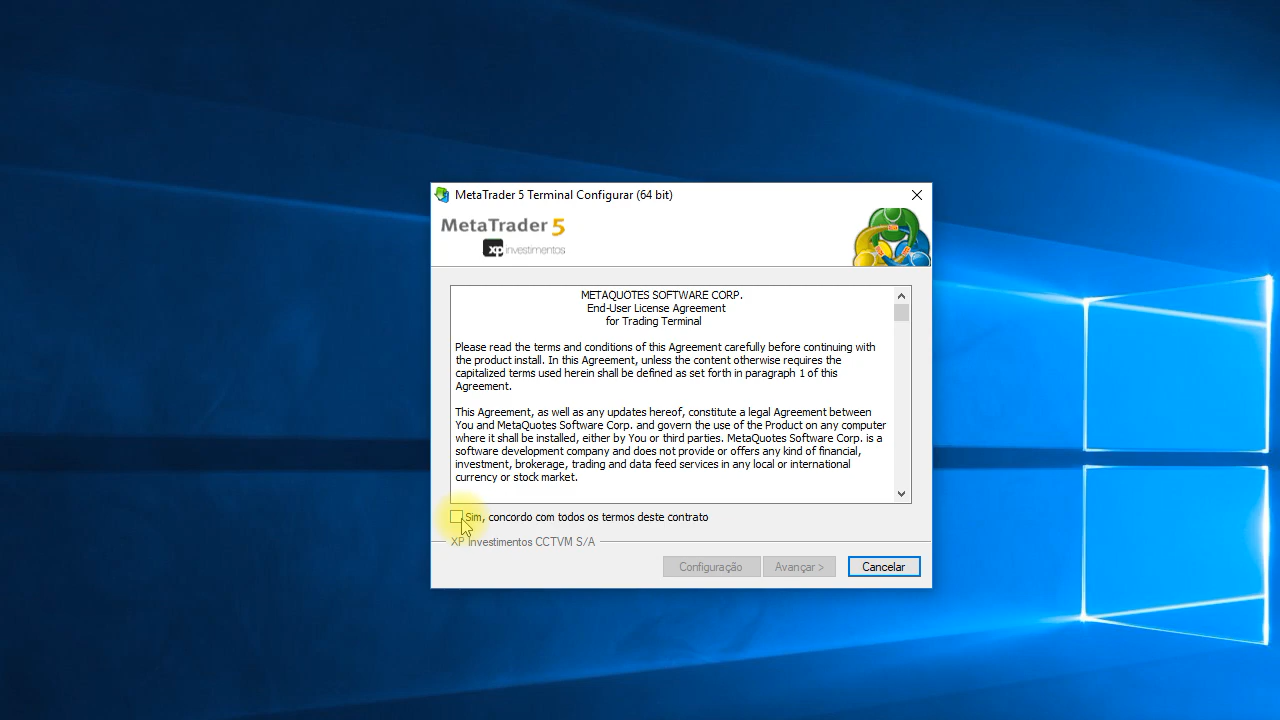 MetaTrader 5 Terminal Configurar (64 bit)
MetaTrader 5
xp investimentos
METAQUOTES SOFTWARE CORP.
End-User License Agreement
for Trading Terminal
Please read the terms and conditions of this Agreement carefully before continuing with
the product install. In this Agreement, unless the content otherwise requires the
capitalized terms used herein shall be defined as set forth in paragraph 1 of this
Agreement.
This Agreement, as well as any updates hereof, constitute a legal Agreement between
You and MetaQuotes Software Corp. and govern the use of the Product on any computer
where it shall be installed, either by You or third parties. MetaQuotes Software Corp. is a
software development company and does not provide or offers any kind of financial,
investment, brokerage, trading and data feed services in any local or international
currency or stock market.
Sim, concordo com todos os termos deste contrato
XP Investimentos CCTVM S/A
Configuração
Avançar >
Cancelar